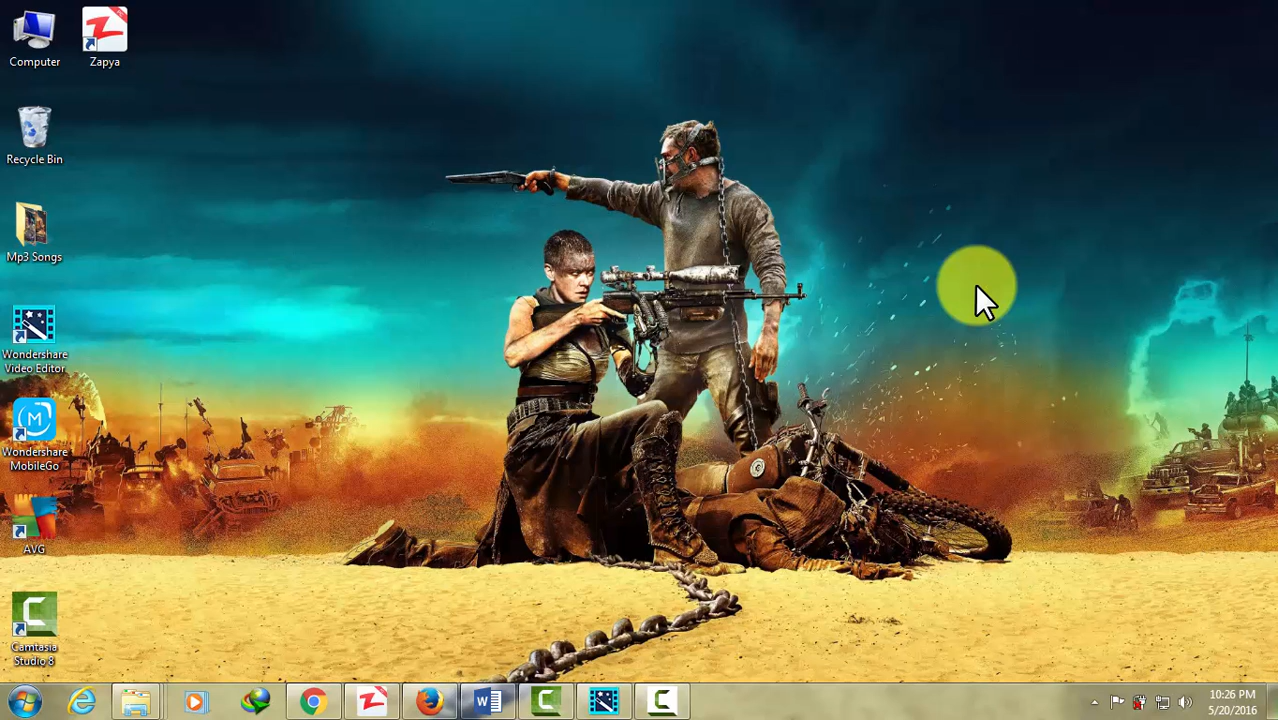 Computer
Zapya
Recycle Bin
Mp3 Songs
Wondershare
Video Editor
Wondershare
MobileGo
AVG
Camtasia
Studio 8
10:26 PM
5/20/2016